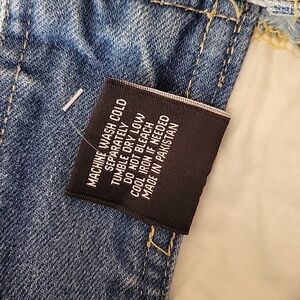 MACHINE WASH COLD
SEPARATELY
TUMBLE DRY LOW
DO NOT BLEACH
COOL IRON IF NEEDED
MADE IN PAKISTAN